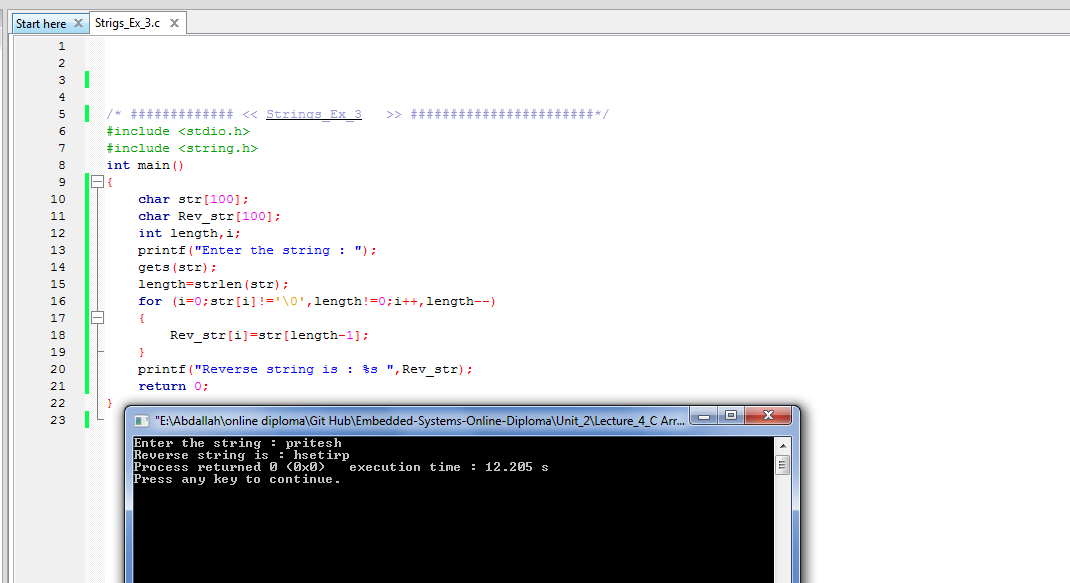 Start here X Strigs_Ex_3.c X
1
2
3
4
5 /* ############# << Strings_Ex_3 >> #######################*/
6 #include <stdio.h>
7 #include <string.h>
8 int main()
9 {
10 char str[100];
11 char Rev_str[100];
12 int length,i;
13 printf("Enter the string : ");
14 gets(str);
15 length=strlen(str);
16 for (i=0;str[i]!='\0',length!=0;i++,length--)
17 {
18 Rev_str[i]=str[length-1];
19 }
20 printf("Reverse string is : %s ",Rev_str);
21 return 0;
22 }
23
"E:\Abdallah\online diploma\Git Hub\Embedded-Systems-Online-Diploma\Unit_2\Lecture_4_C Arr...
Enter the string : pritesh
Reverse string is : hsetirp
Process returned 0 (0x0) execution time : 12.205 s
Press any key to continue.